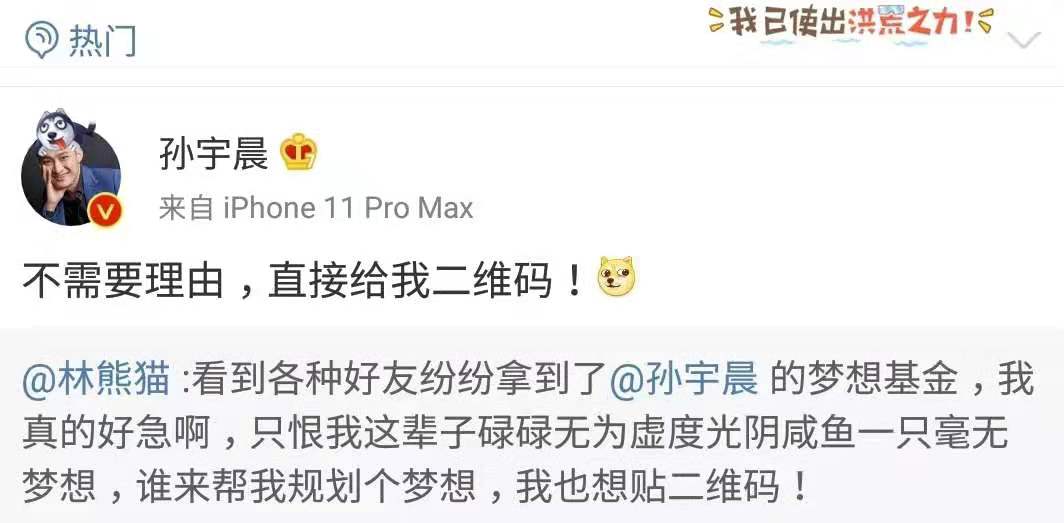 热门
我已使出洪荒之力!
孙宇晨
来自 iPhone 11 Pro Max
不需要理由，直接给我二维码！
@林熊猫 :看到各种好友纷纷拿到了@孙宇晨 的梦想基金，我
真的好急啊，只恨我这辈子碌碌无为虚度光阴咸鱼一只毫无
梦想，谁来帮我规划个梦想，我也想贴二维码！